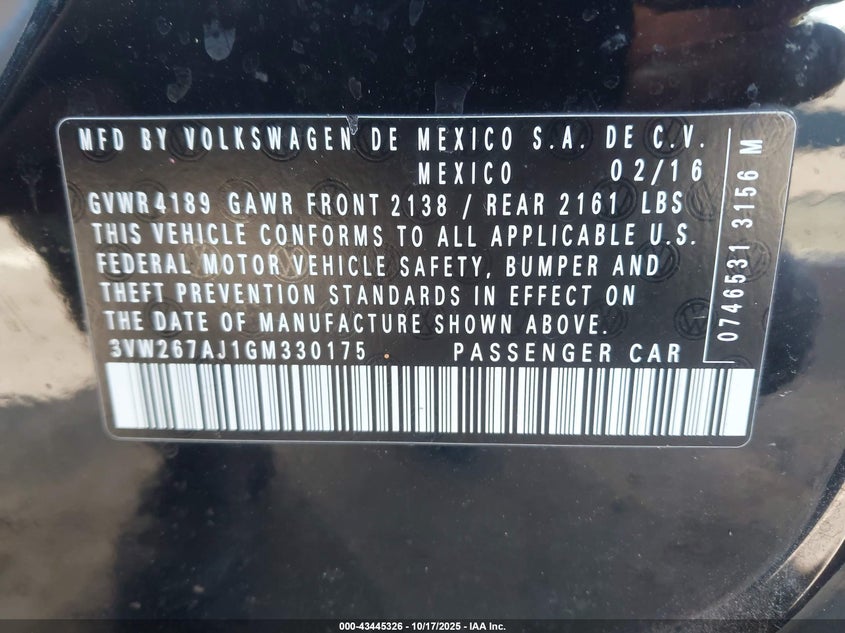 MFD BY VOLKSWAGEN DE MEXICO S.A. DE C.V.
MEXICO 02/16
GVWR 4189 GAWR FRONT 2138 / REAR 2161 LBS
THIS VEHICLE CONFORMS TO ALL APPLICABLE U.S.
FEDERAL MOTOR VEHICLE SAFETY, BUMPER AND
THEFT PREVENTION STANDARDS IN EFFECT ON
THE DATE OF MANUFACTURE SHOWN ABOVE.
3VW267AJ1GM330175 PASSENGER CAR
0746531 3156 M
000-43445326 - 10/17/2025 - IAA Inc.